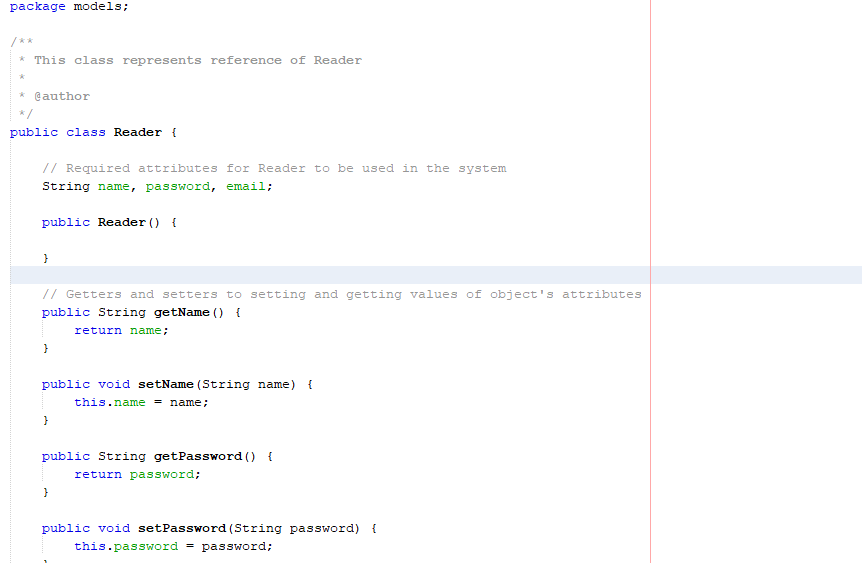 package models;
/**
* This class represents reference of Reader
*
* @author
*/
public class Reader {
// Required attributes for Reader to be used in the system
String name, password, email;
public Reader() {
}
// Getters and setters to setting and getting values of object's attributes
public String getName() {
return name;
}
public void setName(String name) {
this.name = name;
}
public String getPassword() {
return password;
}
public void setPassword(String password) {
this.password = password;
}